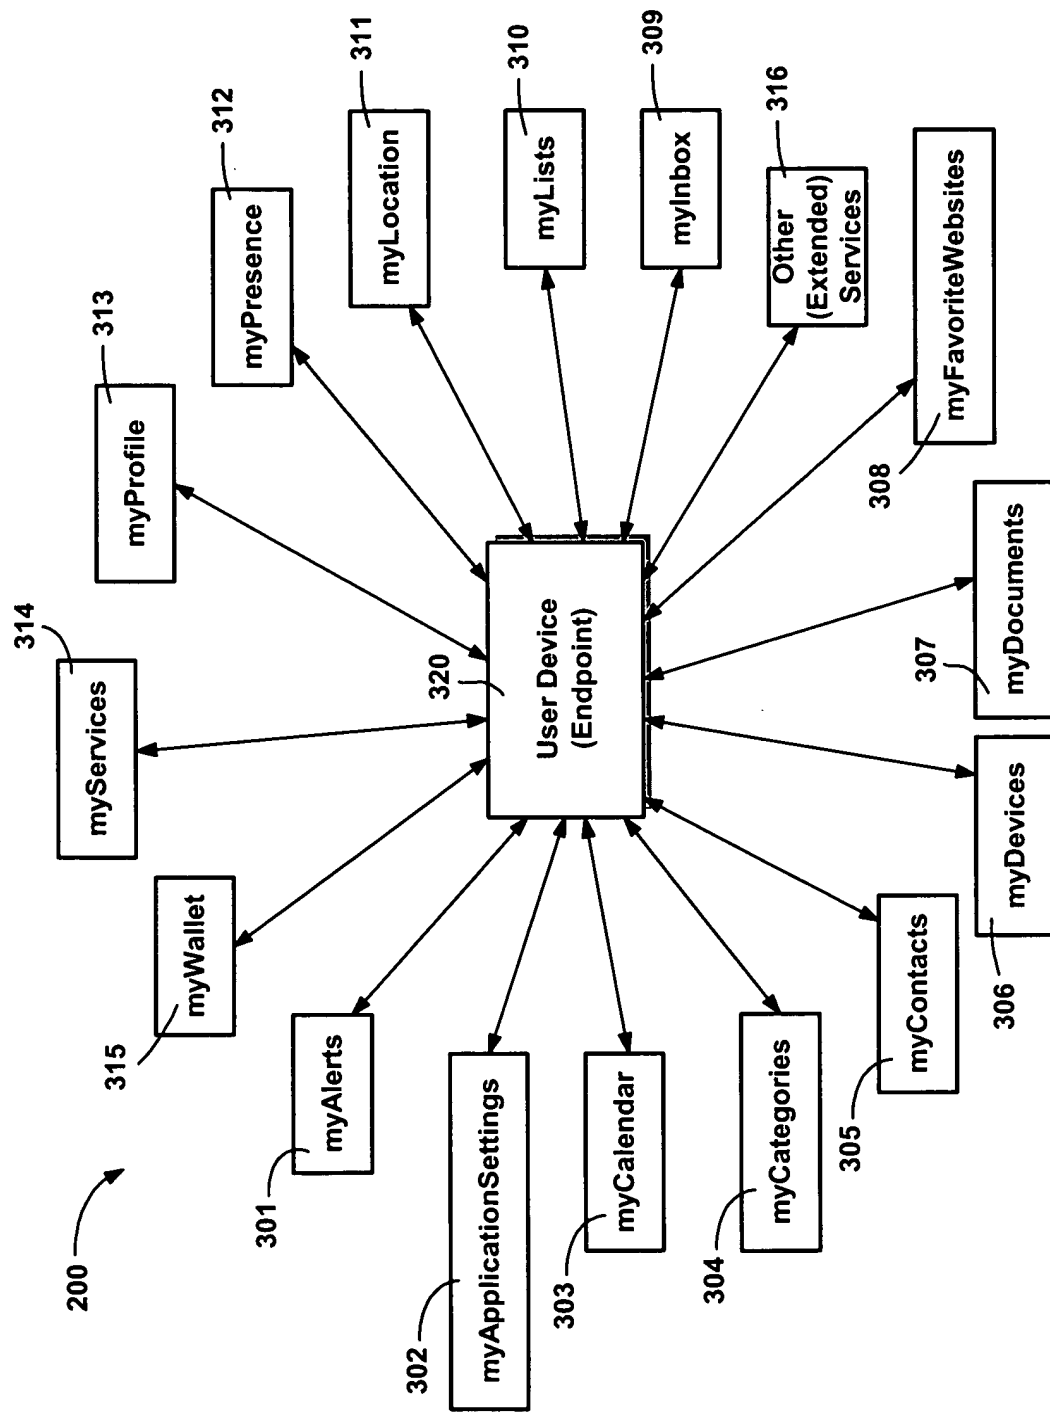 200
301
myAlerts
302
myApplicationSettings
303
myCalendar
304
myCategories
305
myContacts
306
myDevices
307
myDocuments
308
myFavoriteWebsites
316
Other
(Extended)
Services
309
myInbox
310
myLists
311
myLocation
312
myPresence
313
myProfile
314
myServices
315
myWallet
320
User Device
(Endpoint)